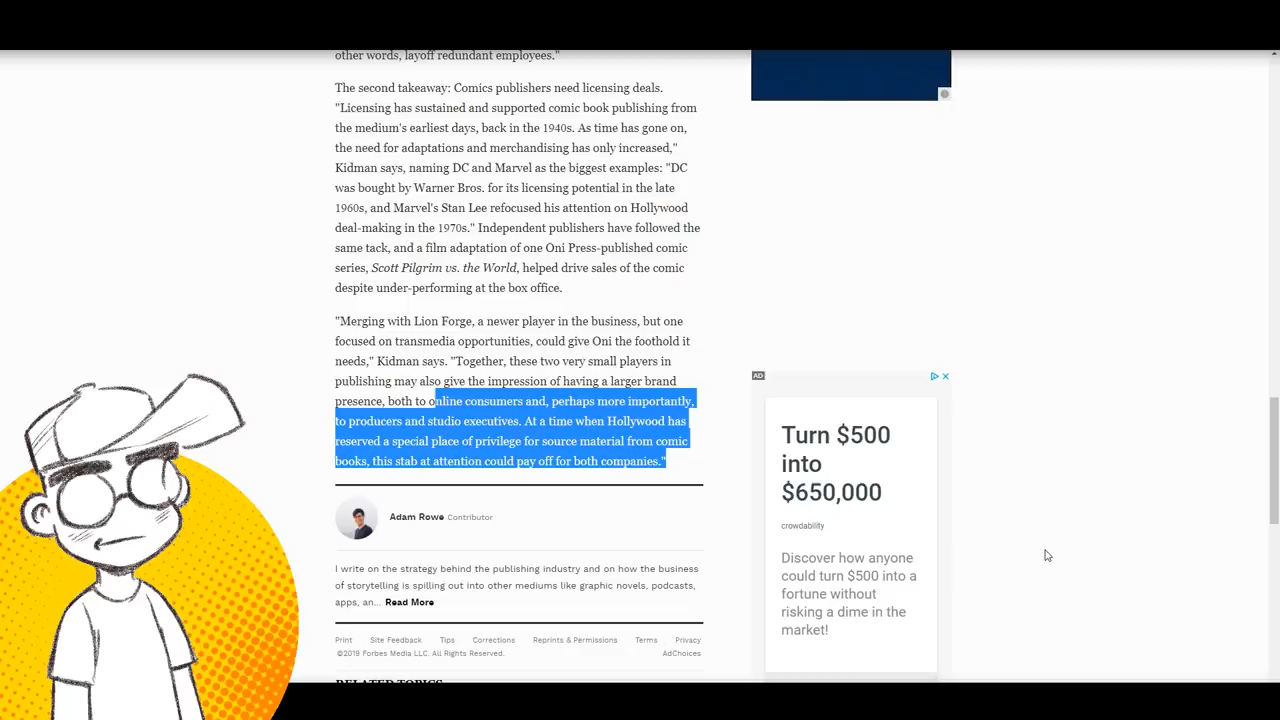 other words, layoff redundant employees."
The second takeaway: Comics publishers need licensing deals.
"Licensing has sustained and supported comic book publishing from
the medium's earliest days, back in the 1940s. As time has gone on,
the need for adaptations and merchandising has only increased,"
Kidman says, naming DC and Marvel as the biggest examples: "DC
was bought by Warner Bros. for its licensing potential in the late
1960s, and Marvel's Stan Lee refocused his attention on Hollywood
deal-making in the 1970s." Independent publishers have followed the
same tack, and a film adaptation of one Oni Press-published comic
series, Scott Pilgrim vs. the World, helped drive sales of the comic
despite under-performing at the box office.
"Merging with Lion Forge, a newer player in the business, but one
focused on transmedia opportunities, could give Oni the foothold it
needs," Kidman says. "Together, these two very small players in
publishing may also give the impression of having a larger brand
presence, both to online consumers and, perhaps more importantly,
to producers and studio executives. At a time when Hollywood has
reserved a special place of privilege for source material from comic
books, this stab at attention could pay off for both companies."
Adam Rowe Contributor
I write on the strategy behind the publishing industry and on how the business
of storytelling is spilling out into other mediums like graphic novels, podcasts,
apps, an... Read More
Print Site Feedback Tips Corrections Reprints & Permissions Terms Privacy
©2019 Forbes Media LLC. All Rights Reserved. AdChoices
RELATED TOPICS
AD
Turn $500
into
$650,000
crowdability
Discover how anyone
could turn $500 into a
fortune without
risking a dime in the
market!